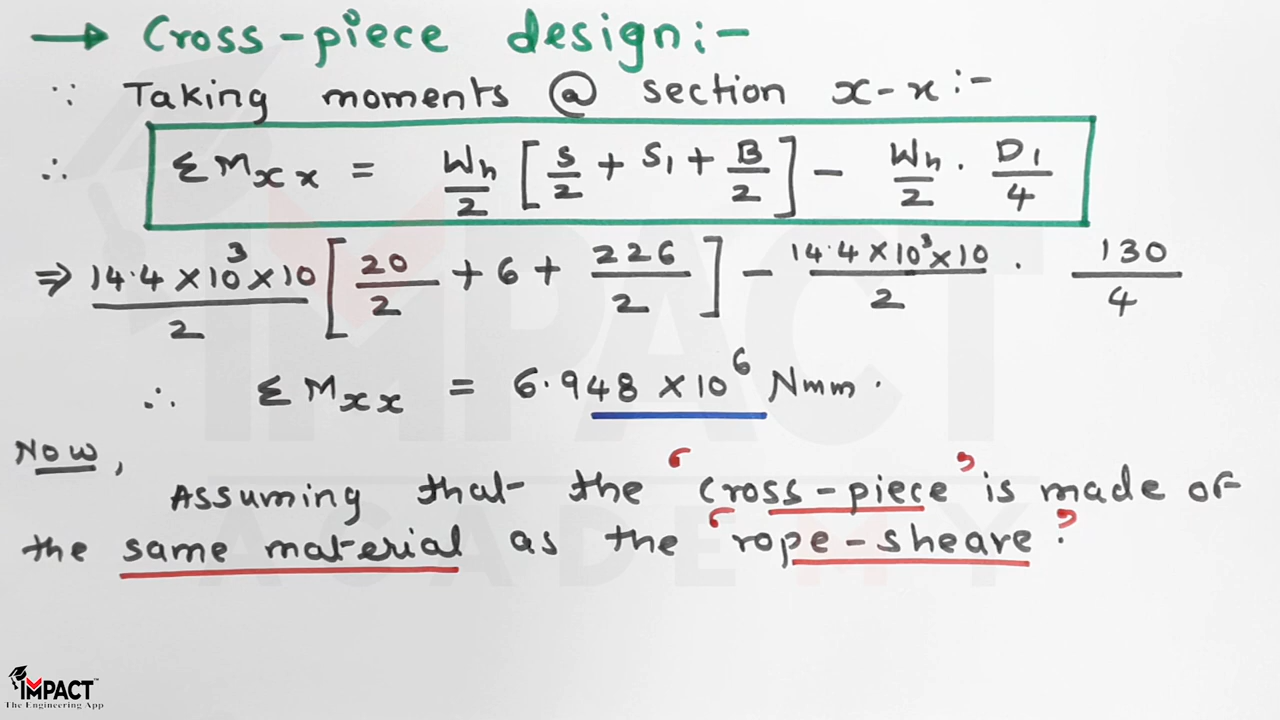 → Cross-piece design:-
∵ Taking moments @ section x-x:-
∴ ΣMxx = Wh/2 [S/2 + S1 + B/2] - Wh/2 · D1/4
⇒ 14.4×10³×10/2 [20/2 + 6 + 226/2] - 14.4×10³×10/2 · 130/4
∴ ΣMxx = 6.948 ×10⁶ Nmm.
Now,
Assuming that the ‘cross-piece’ is made of
the same material as the ‘rope-sheave’.
IMPACT ACADEMY
IMPACT™
The Engineering App